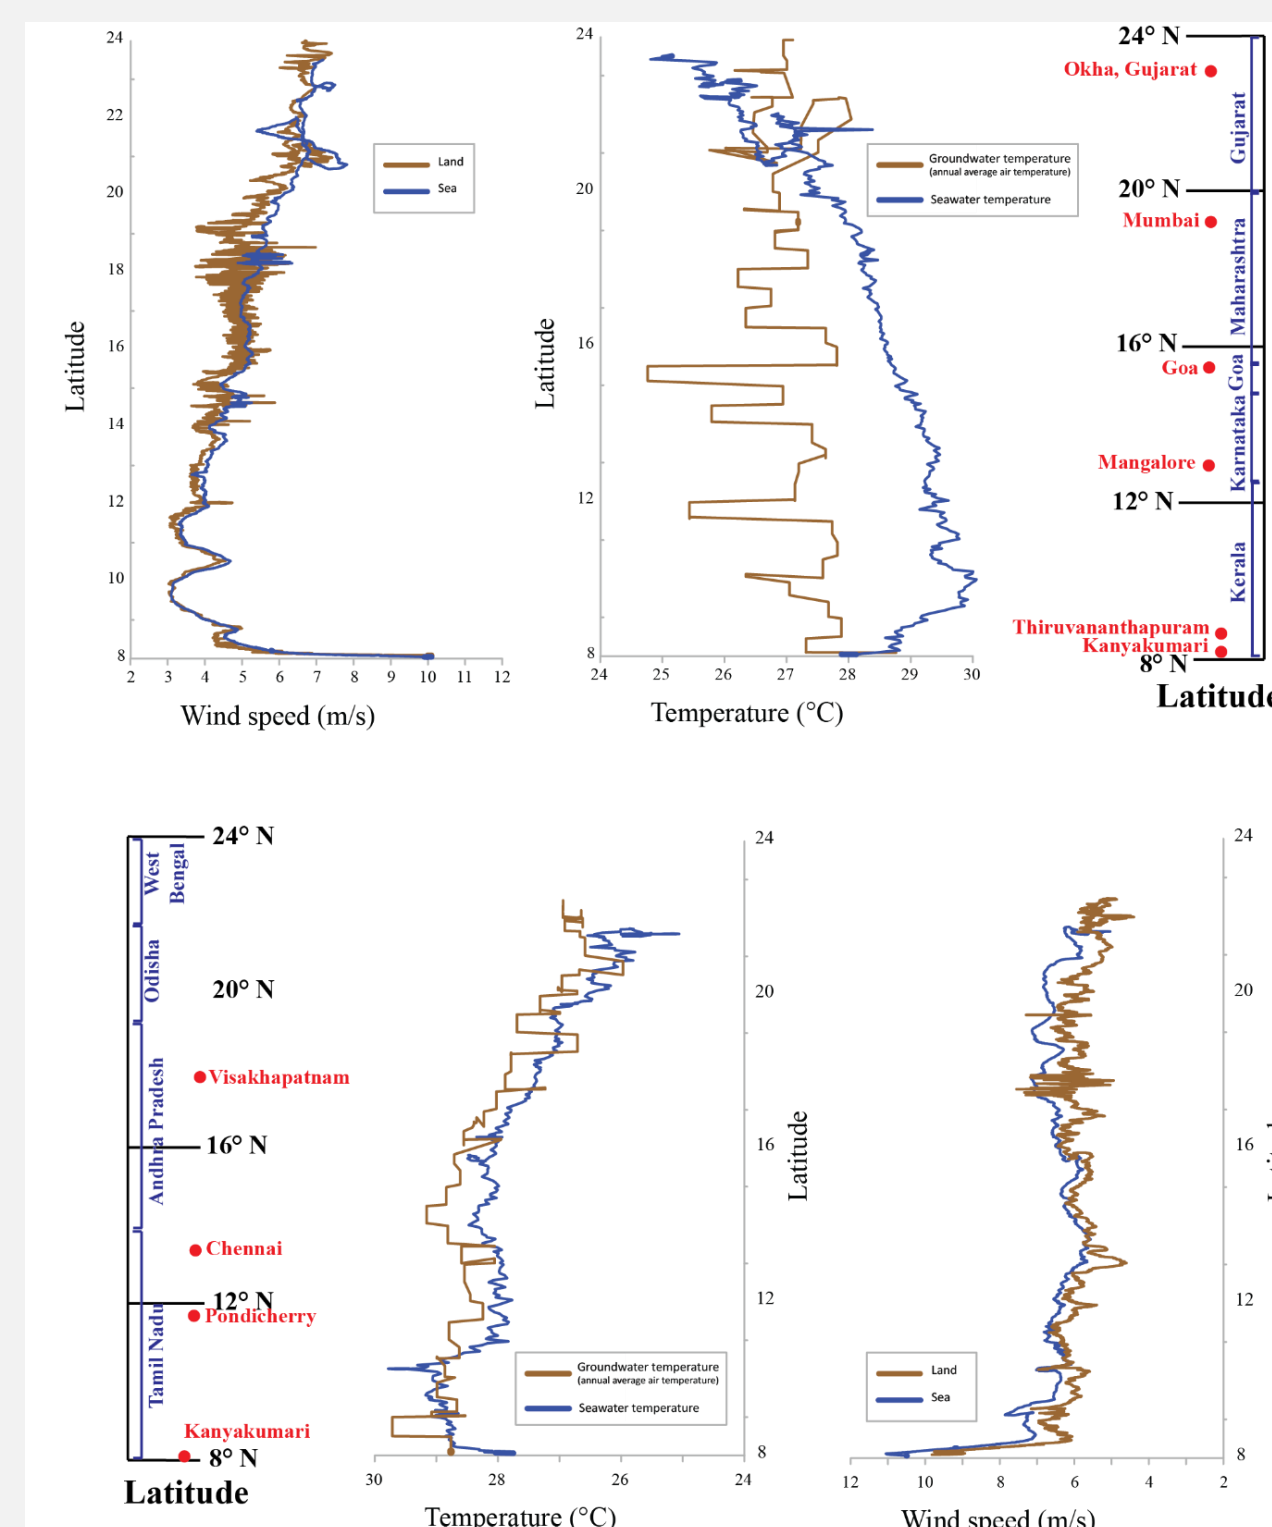 24
22
20
18
16
14
12
10
8
Latitude
2 3 4 5 6 7 8 9 10 11 12
Wind speed (m/s)
Land
Sea
24
20
16
12
8
Latitude
24 25 26 27 28 29 30
Temperature (°C)
Groundwater temperature
(annual average air temperature)
Seawater temperature
24° N
Okha, Gujarat
Gujarat
20° N
Mumbai
Maharashtra
16° N
Goa
Goa
Karnataka
Mangalore
12° N
Kerala
Thiruvananthapuram
Kanyakumari
8° N
Latitude
24° N
West
Bengal
Odisha
20° N
Visakhapatnam
Andhra Pradesh
16° N
Chennai
12° N
Pondicherry
Tamil Nadu
Kanyakumari
8° N
Latitude
24
20
16
12
8
Latitude
30 28 26 24
Temperature (°C)
Groundwater temperature
(annual average air temperature)
Seawater temperature
24
20
16
12
8
12 10 8 6 4 2
Wind speed (m/s)
Land
Sea